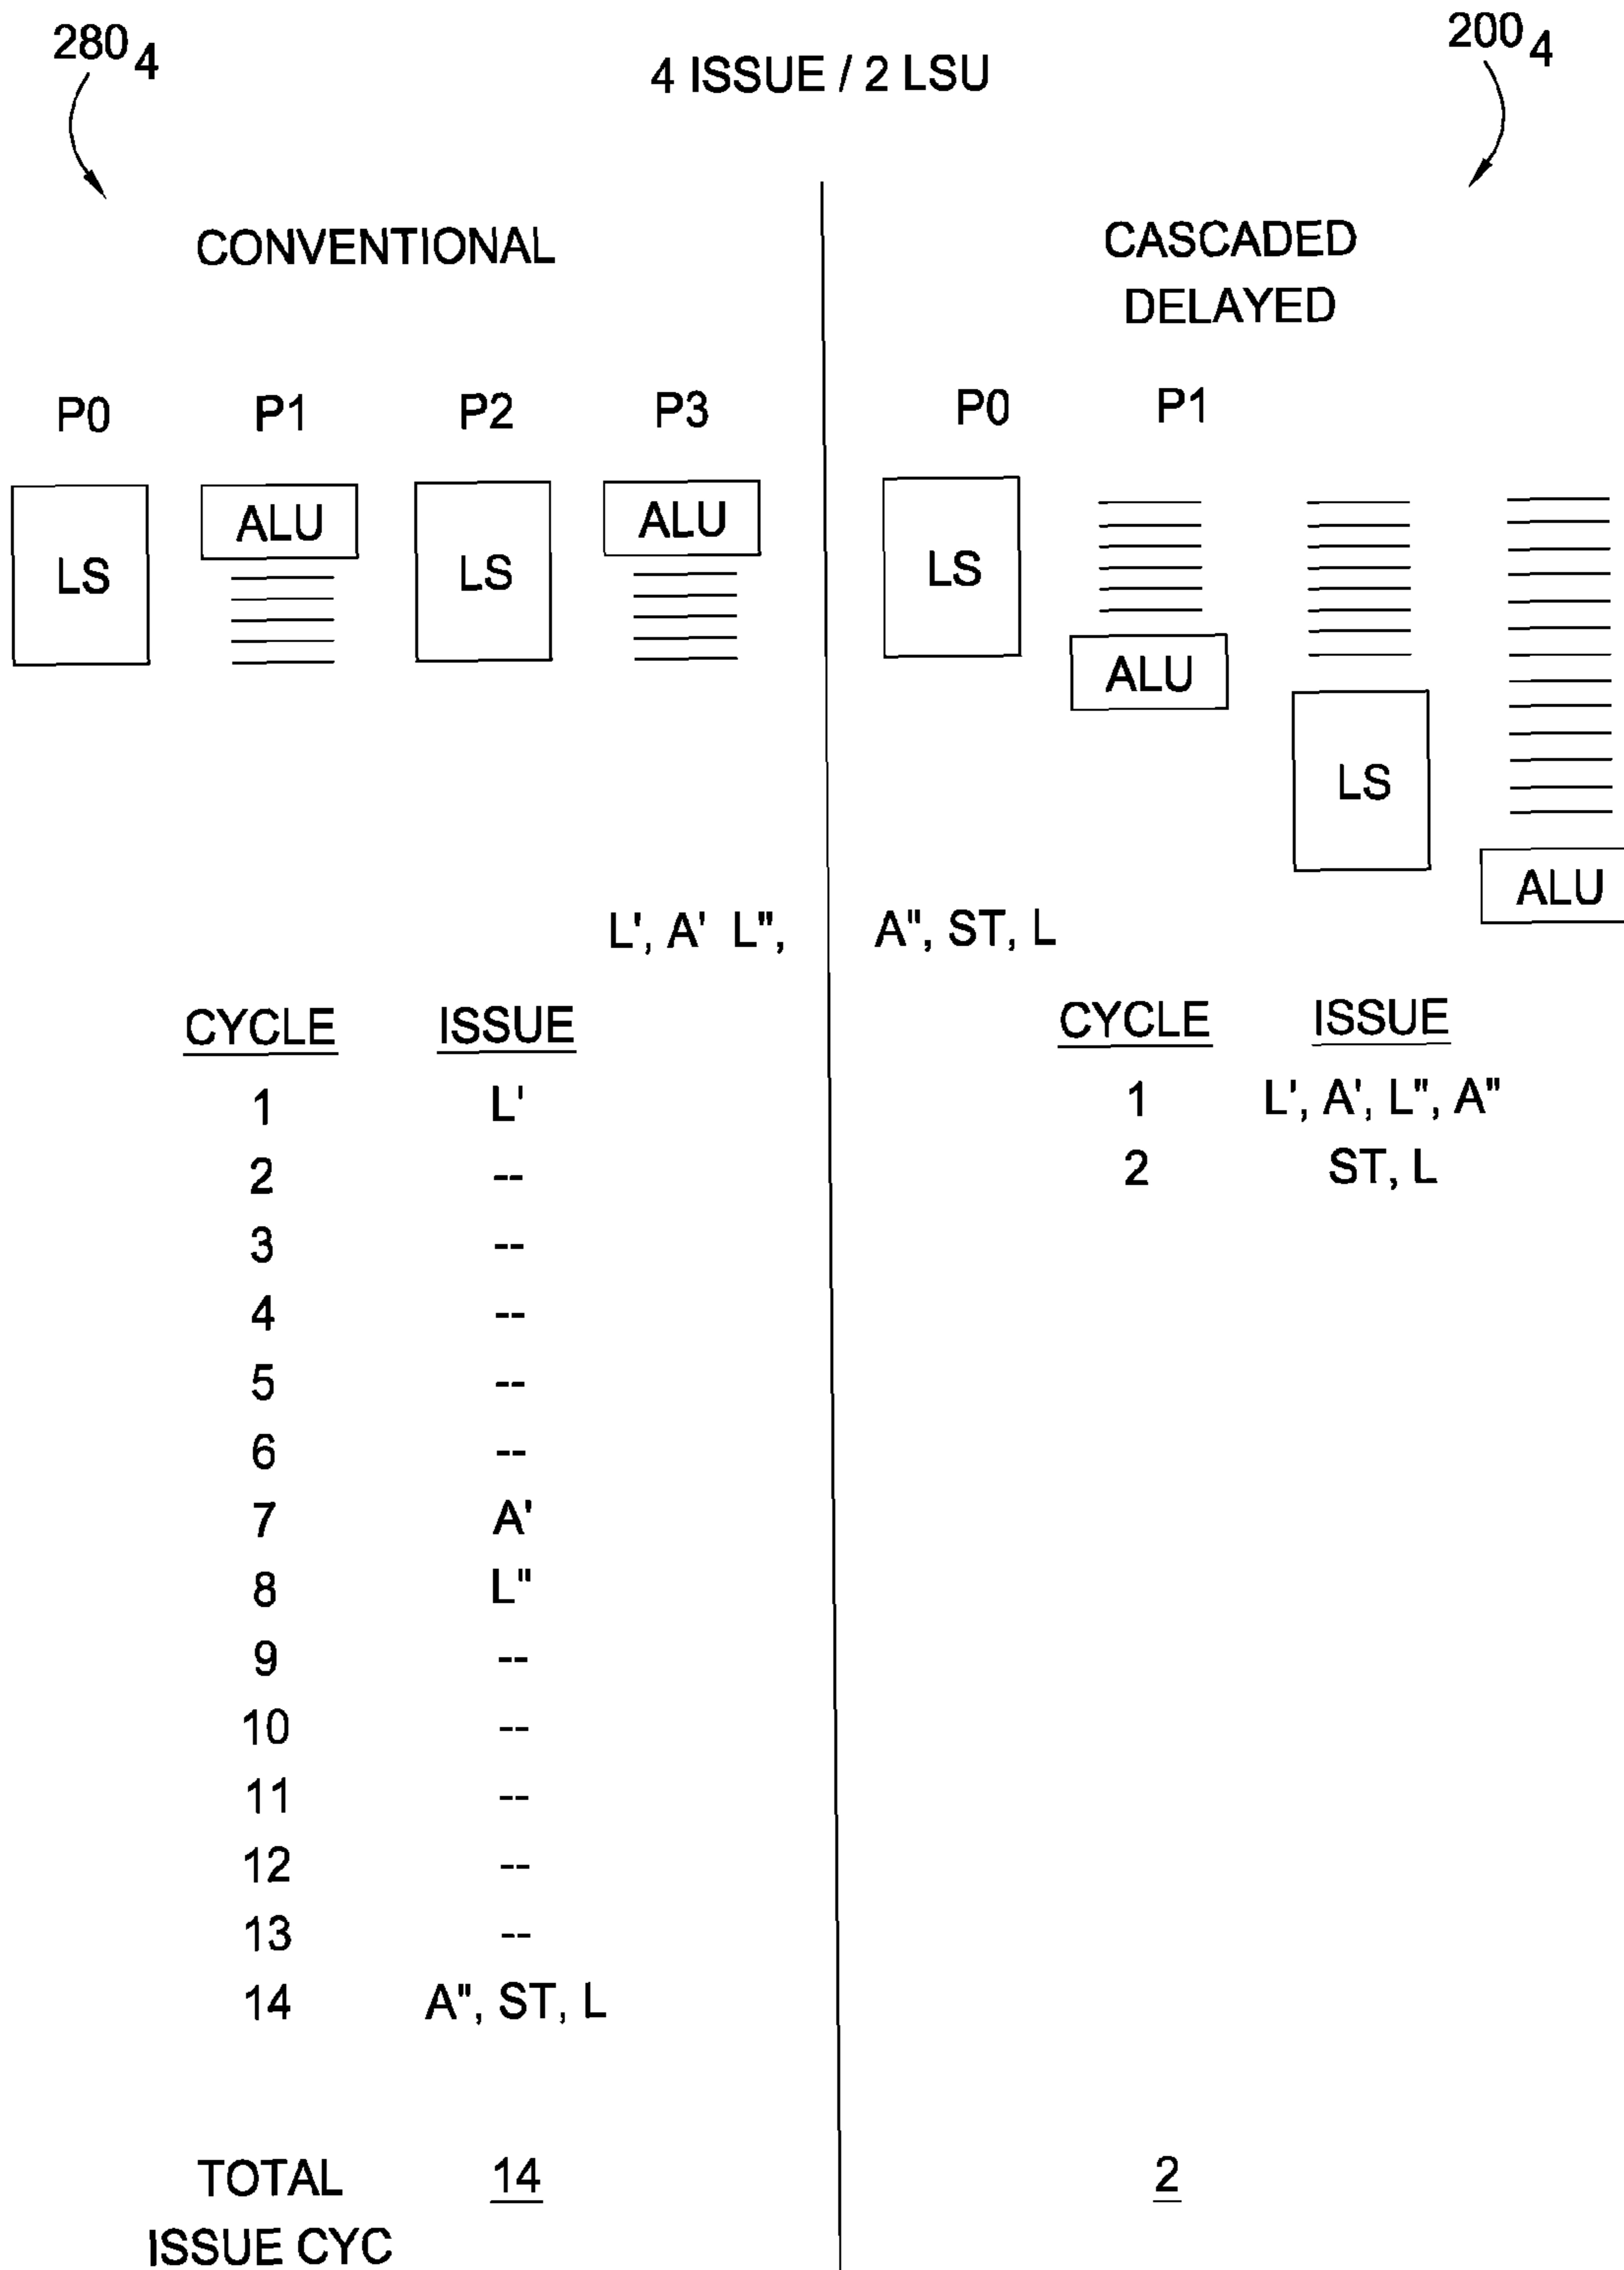 280 4
4 ISSUE / 2 LSU
200 4
CONVENTIONAL
CASCADED
DELAYED
P0 P1 P2 P3
P0 P1
LS ALU LS ALU
LS ALU LS ALU
L', A' L", A", ST, L
CYCLE ISSUE
1 L'
2 --
3 --
4 --
5 --
6 --
7 A'
8 L"
9 --
10 --
11 --
12 --
13 --
14 A", ST, L
TOTAL 14
ISSUE CYC
CYCLE ISSUE
1 L', A', L", A"
2 ST, L
2